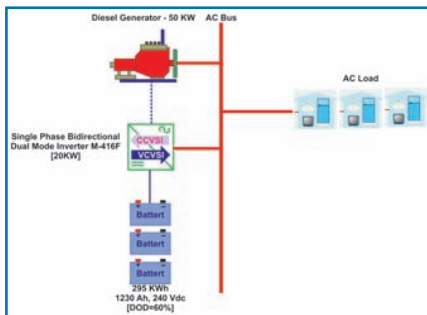 Diesel Generator - 50 KW
AC Bus
AC Load
Single Phase Bidirectional
Dual Mode Inverter M-416F
[20KW]
CCVSI
VCVSI
Battert
Battert
Battert
295 KWh
1230 Ah, 240 Vdc
[DOD=60%]